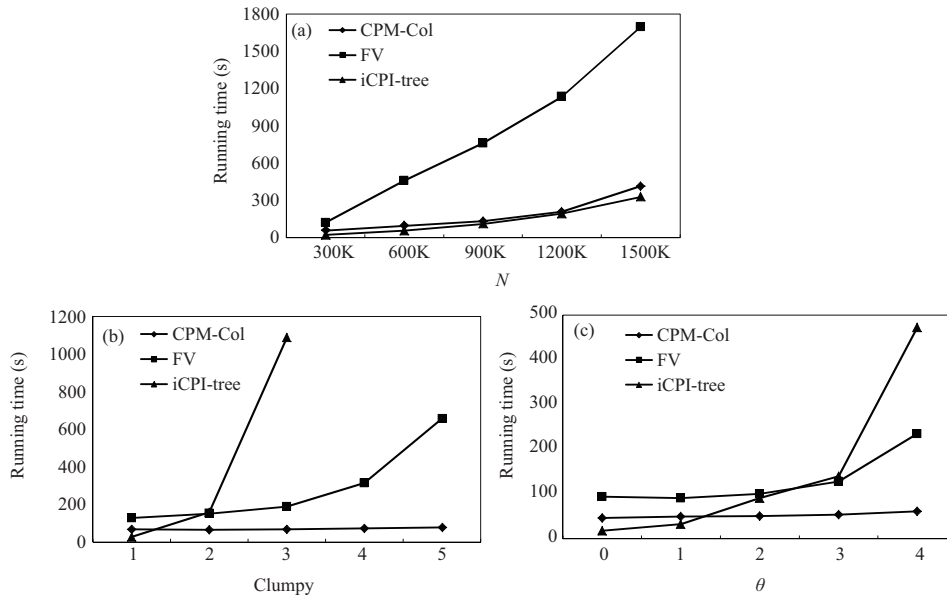 (a)
CPM-Col
FV
iCPI-tree
Running time (s)
1800
1500
1200
900
600
300
0
300K 600K 900K 1200K 1500K
N
(b)
CPM-Col
FV
iCPI-tree
Running time (s)
1200
1000
800
600
400
200
0
1 2 3 4 5
Clumpy
(c)
CPM-Col
FV
iCPI-tree
Running time (s)
500
400
300
200
100
0
0 1 2 3 4
θ